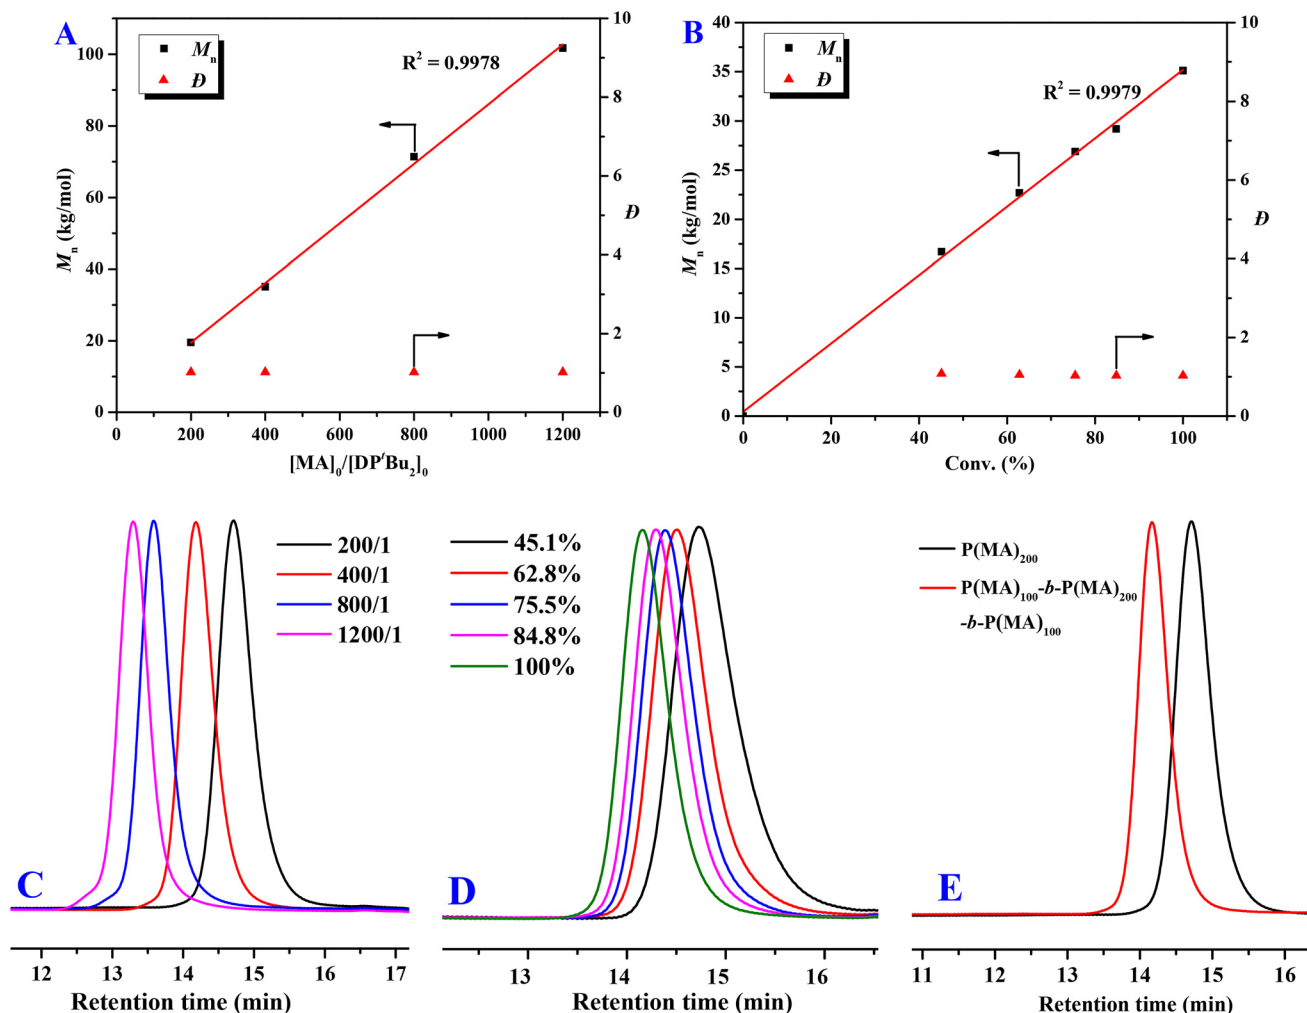 A
M_n
Đ
R² = 0.9978
100
80
60
40
20
0
M_n (kg/mol)
10
8
6
4
2
0
Đ
0 200 400 600 800 1000 1200
[MA]₀/[DPᵗBu₂]₀
B
M_n
Đ
R² = 0.9979
40
35
30
25
20
15
10
5
0
M_n (kg/mol)
10
8
6
4
2
0
Đ
0 20 40 60 80 100
Conv. (%)
200/1
400/1
800/1
1200/1
C
12 13 14 15 16 17
Retention time (min)
45.1%
62.8%
75.5%
84.8%
100%
D
13 14 15 16
Retention time (min)
P(MA)₂₀₀
P(MA)₁₀₀-b-P(MA)₂₀₀
-b-P(MA)₁₀₀
E
11 12 13 14 15 16
Retention time (min)